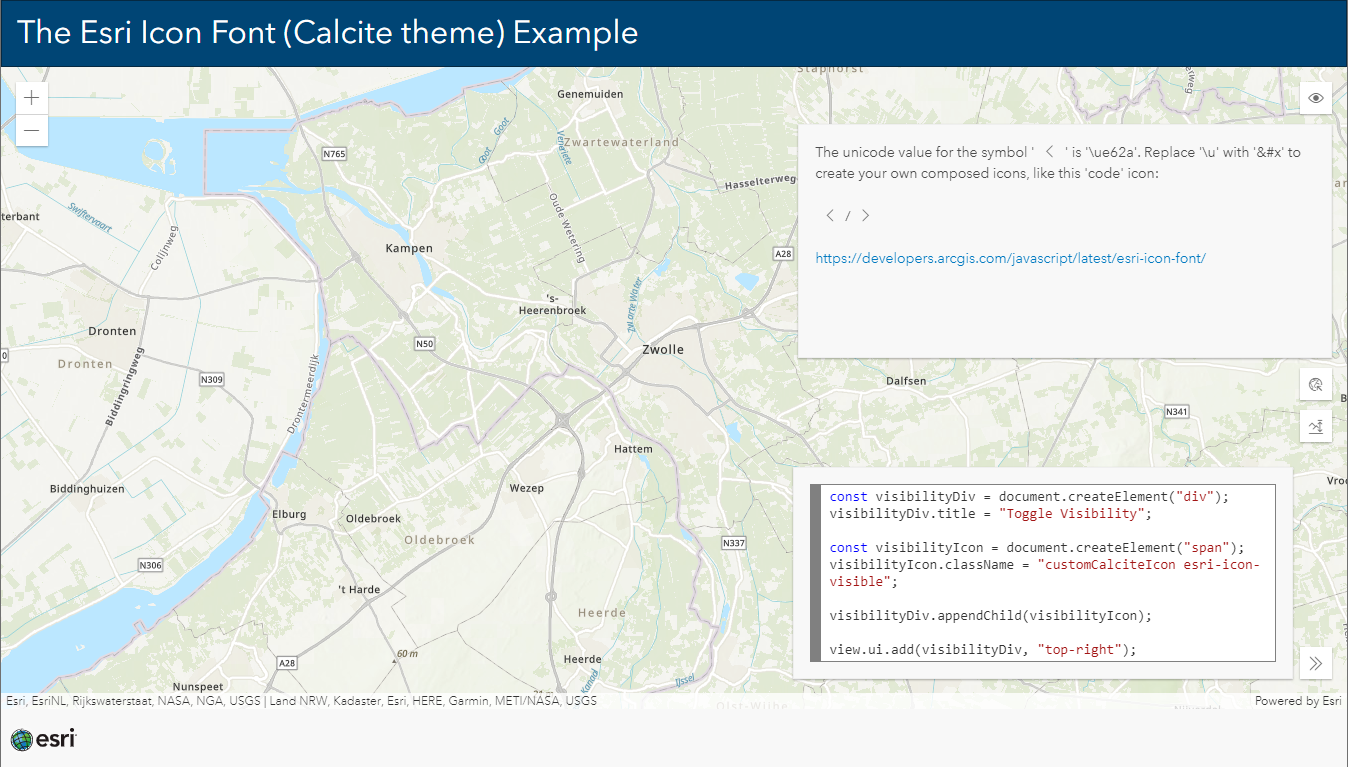 The Esri Icon Font (Calcite theme) Example
Staphorst
Genemuiden
N765
Goot
Goot
Zwartewaterland
Hasselterweg
The unicode value for the symbol ' < ' is '\ue62a'. Replace '\u' with '&#x' to
create your own composed icons, like this 'code' icon:
< / >
https://developers.arcgis.com/javascript/latest/esri-icon-font/
terbant
Swiftervaart
Colijnweg
Kampen
Oude Wetering
A28
's-
Heerenbroek
Zwarte Water
Dronten
Dronten
N50
Zwolle
Biddingringweg
N309
Drontermeerdijk
Dalfsen
N341
Hattem
Biddinghuizen
Wezep
Elburg
Oldebroek
Oldebroek
N337
N306
't Harde
Heerde
60 m
Heerde
A28
Nunspeet
Kanaal
IJssel
Olst-Wijhe
const visibilityDiv = document.createElement("div");
visibilityDiv.title = "Toggle Visibility";
const visibilityIcon = document.createElement("span");
visibilityIcon.className = "customCalciteIcon esri-icon-
visible";
visibilityDiv.appendChild(visibilityIcon);
view.ui.add(visibilityDiv, "top-right");
Esri, EsriNL, Rijkswaterstaat, NASA, NGA, USGS | Land NRW, Kadaster, Esri, HERE, Garmin, METI/NASA, USGS
Powered by Esri
esri